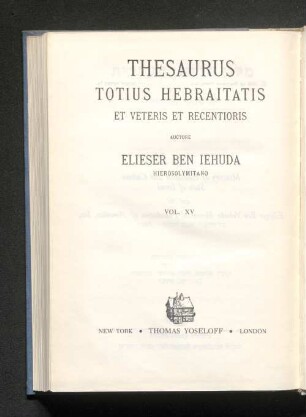 THESAURUS
TOTIUS HEBRAITATIS
ET VETERIS ET RECENTIORIS
AUCTORE
ELIESER BEN IEHUDA
HIEROSOLYMITANO
VOL. XV
NEW YORK • THOMAS YOSELOFF • LONDON